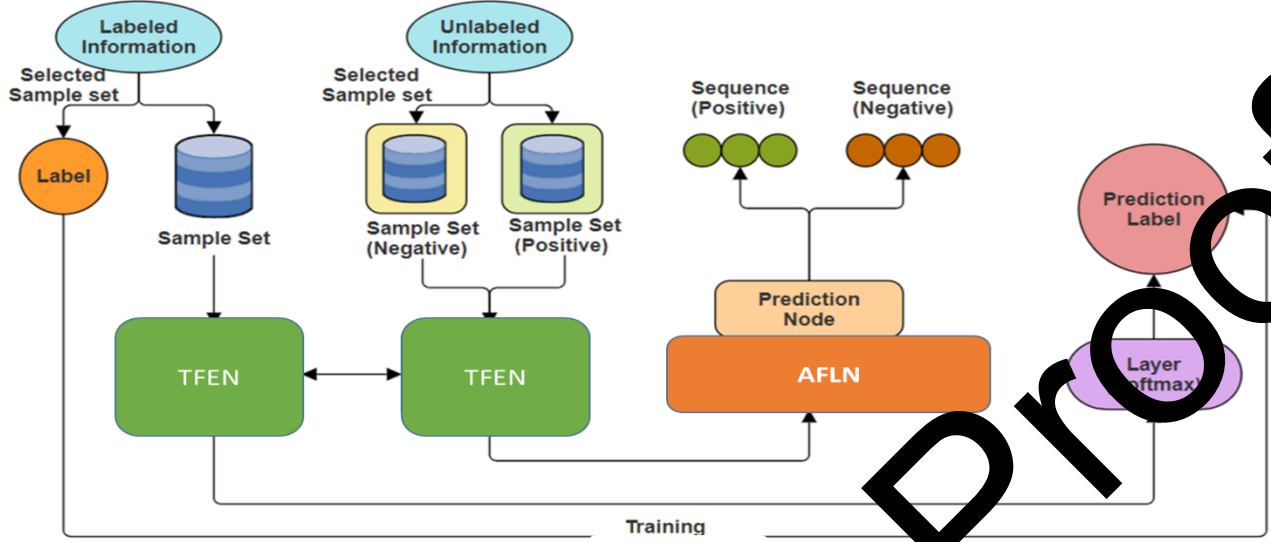 Labeled
Information
Unlabeled
Information
Selected
Sample set
Selected
Sample set
Sequence
(Positive)
Sequence
(Negative)
Label
Prediction
Label
Sample Set
Sample Set
(Negative)
Sample Set
(Positive)
Prediction
Node
TFEN
TFEN
AFLN
Layer
Training